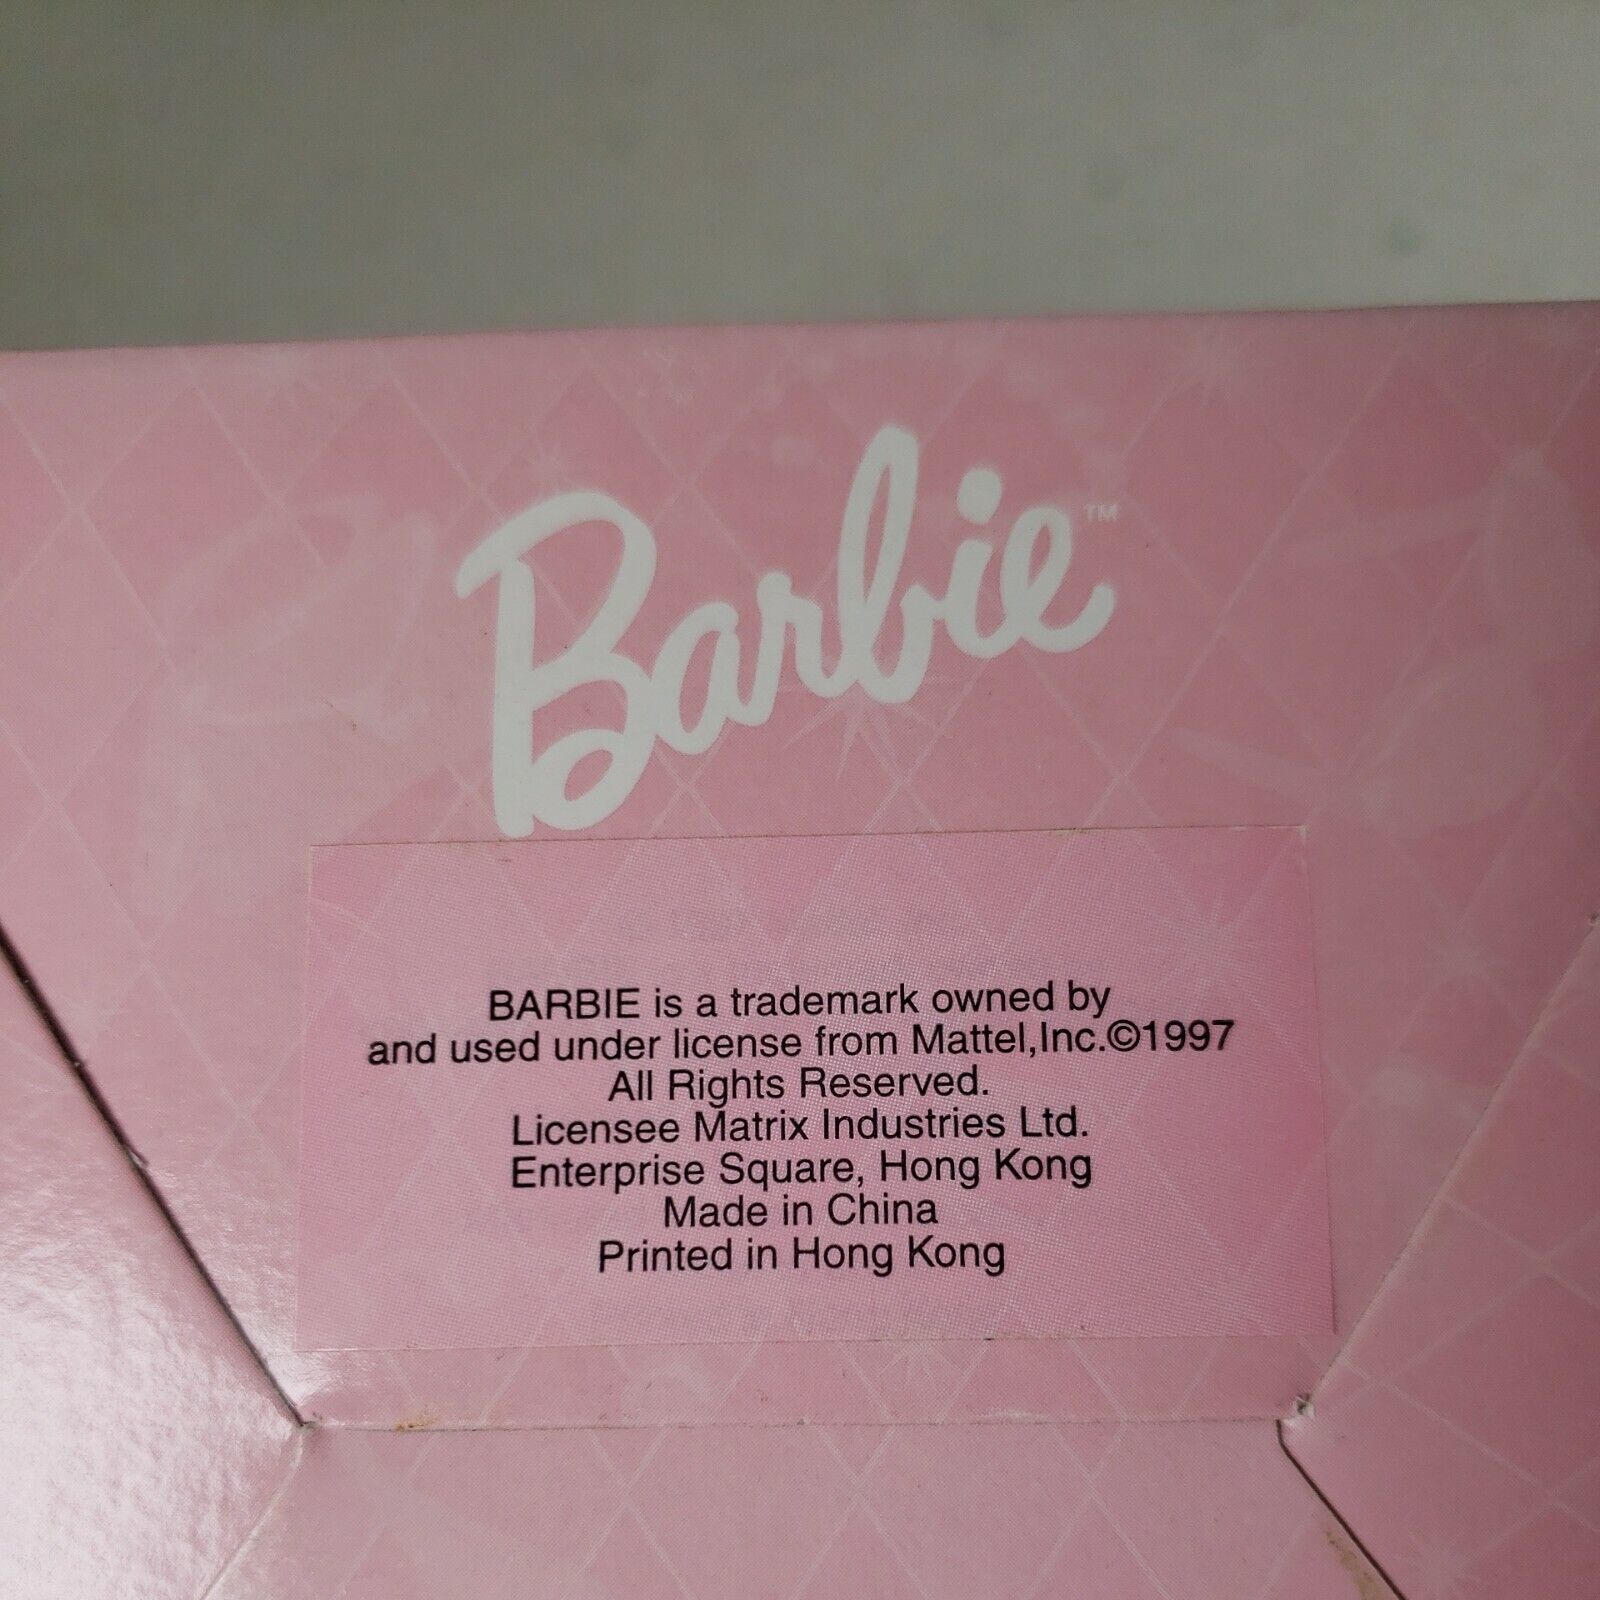 Barbie™
BARBIE is a trademark owned by
and used under license from Mattel,Inc.©1997
All Rights Reserved.
Licensee Matrix Industries Ltd.
Enterprise Square, Hong Kong
Made in China
Printed in Hong Kong